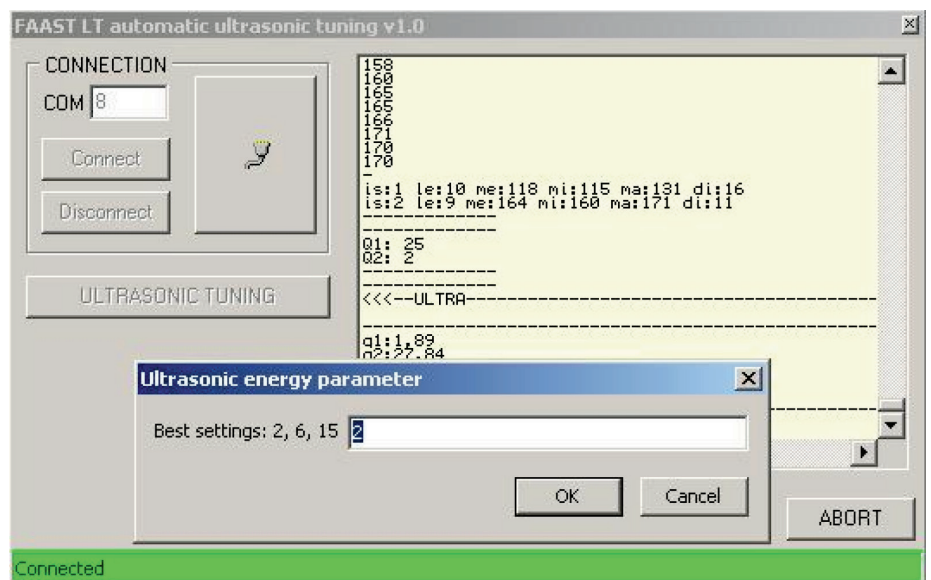 FAAST LT automatic ultrasonic tuning v1.0
CONNECTION
COM 8
Connect
Disconnect
ULTRASONIC TUNING
158
160
165
165
166
171
170
170
-
is:1 le:10 me:118 mi:115 ma:131 di:16
is:2 le:9 me:164 mi:160 ma:171 di:11
-------------
-------------
Q1: 25
Q2: 2
-------------
-------------
<<<--ULTRA----------------------------------------
--------------------------------------------------
q1:1,89
q2:27,84
Ultrasonic energy parameter
Best settings: 2, 6, 15 2
OK Cancel
ABORT
Connected